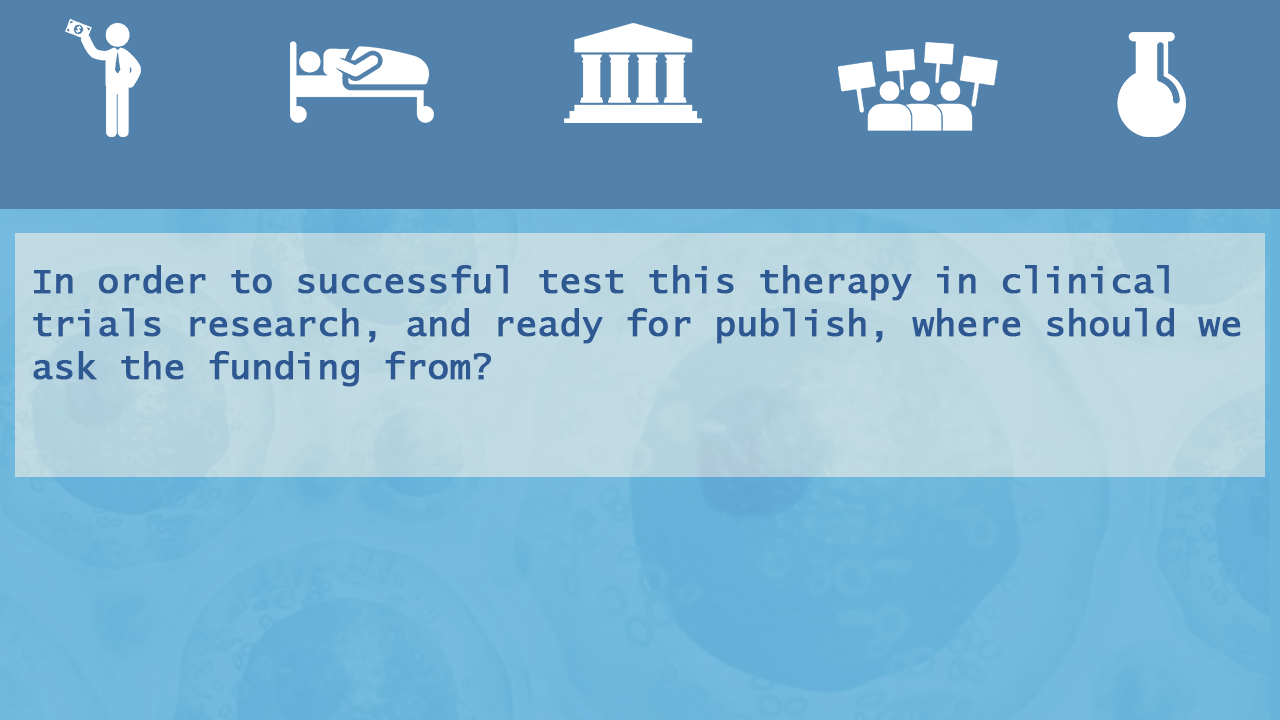 In order to successful test this therapy in clinical
trials research, and ready for publish, where should we
ask the funding from?